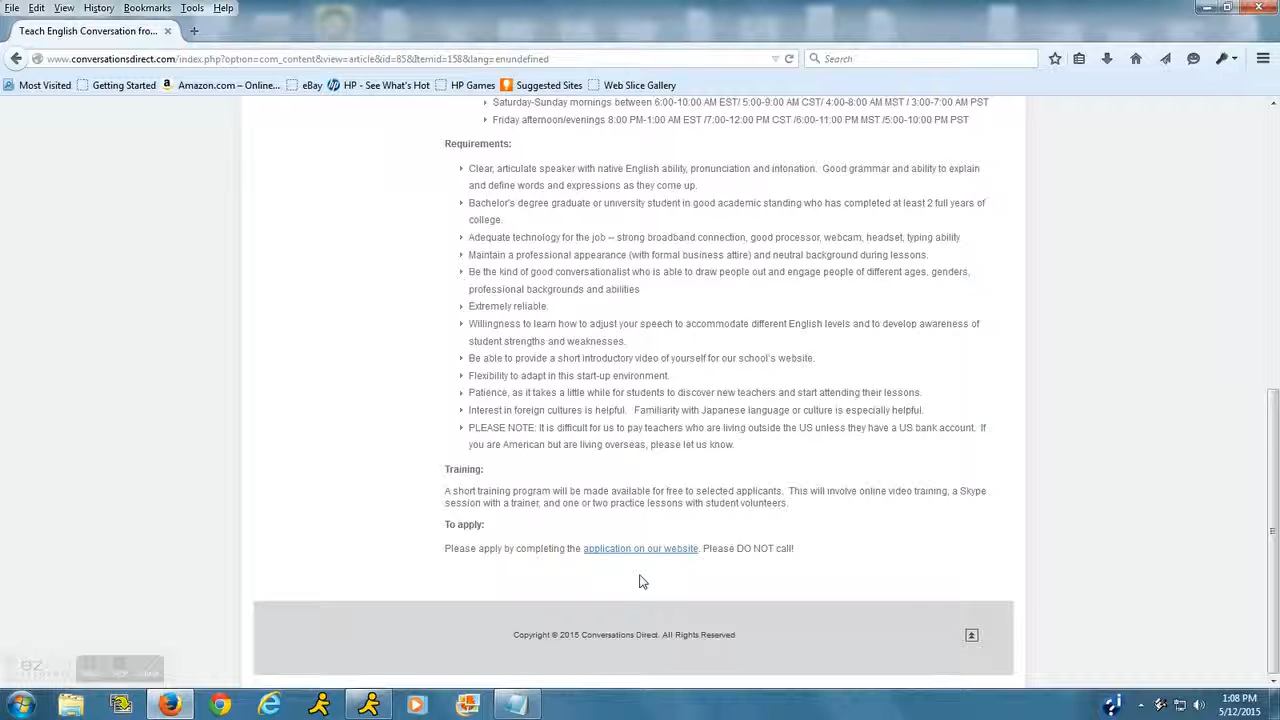 File Edit View History Bookmarks Tools Help
Teach English Conversation fro... × +
www.conversationsdirect.com/index.php?option=com_content&view=article&id=85&Itemid=158&lang=enundefined Search
Most Visited Getting Started Amazon.com – Online... eBay HP - See What's Hot HP Games Suggested Sites Web Slice Gallery
Saturday-Sunday mornings between 6:00-10:00 AM EST/ 5:00-9:00 AM CST/ 4:00-8:00 AM MST / 3:00-7:00 AM PST
Friday afternoon/evenings 8:00 PM-1:00 AM EST /7:00-12:00 PM CST /6:00-11:00 PM MST /5:00-10:00 PM PST
Requirements:
Clear, articulate speaker with native English ability, pronunciation and intonation. Good grammar and ability to explain
and define words and expressions as they come up.
Bachelor's degree graduate or university student in good academic standing who has completed at least 2 full years of
college.
Adequate technology for the job -- strong broadband connection, good processor, webcam, headset, typing ability
Maintain a professional appearance (with formal business attire) and neutral background during lessons.
Be the kind of good conversationalist who is able to draw people out and engage people of different ages, genders,
professional backgrounds and abilities
Extremely reliable.
Willingness to learn how to adjust your speech to accommodate different English levels and to develop awareness of
student strengths and weaknesses.
Be able to provide a short introductory video of yourself for our school's website.
Flexibility to adapt in this start-up environment.
Patience, as it takes a little while for students to discover new teachers and start attending their lessons.
Interest in foreign cultures is helpful. Familiarity with Japanese language or culture is especially helpful.
PLEASE NOTE: It is difficult for us to pay teachers who are living outside the US unless they have a US bank account. If
you are American but are living overseas, please let us know.
Training:
A short training program will be made available for free to selected applicants. This will involve online video training, a Skype
session with a trainer, and one or two practice lessons with student volunteers.
To apply:
Please apply by completing the application on our website. Please DO NOT call!
Copyright © 2015 Conversations Direct. All Rights Reserved
ez
1:08 PM
5/12/2015